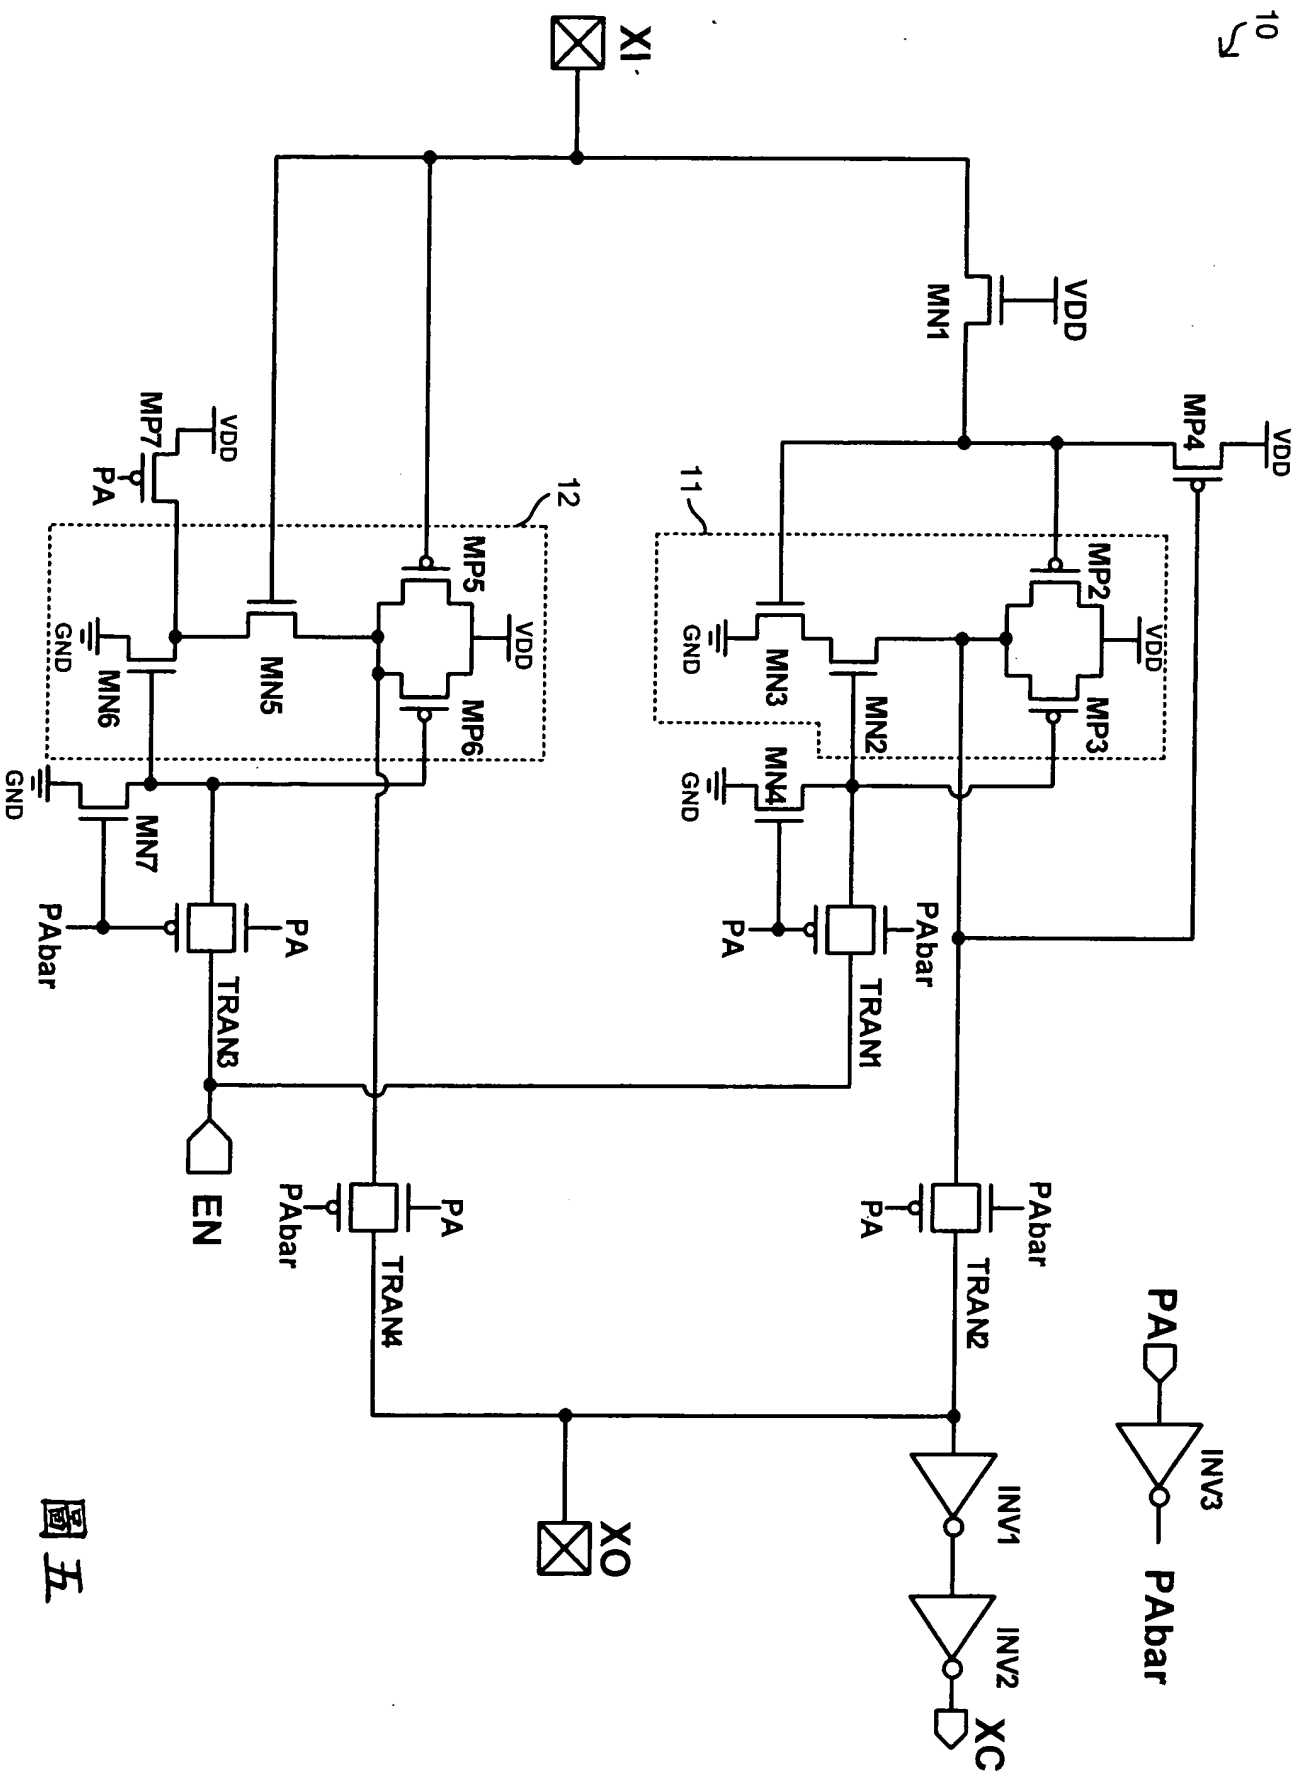 10
XI
VDD
MN1
VDD
MP4
11
MP2
VDD
MP3
MN3
GND
MN2
MN4
GND
PAbar
PA
TRAN1
PAbar
PA
TRAN2
PA
INV3
PAbar
INV1
INV2
XC
VDD
MP7
PA
12
MP5
VDD
MP6
MN5
GND
MN6
GND
MN7
PA
PAbar
TRAN3
EN
PA
PAbar
TRAN4
XO
圖五